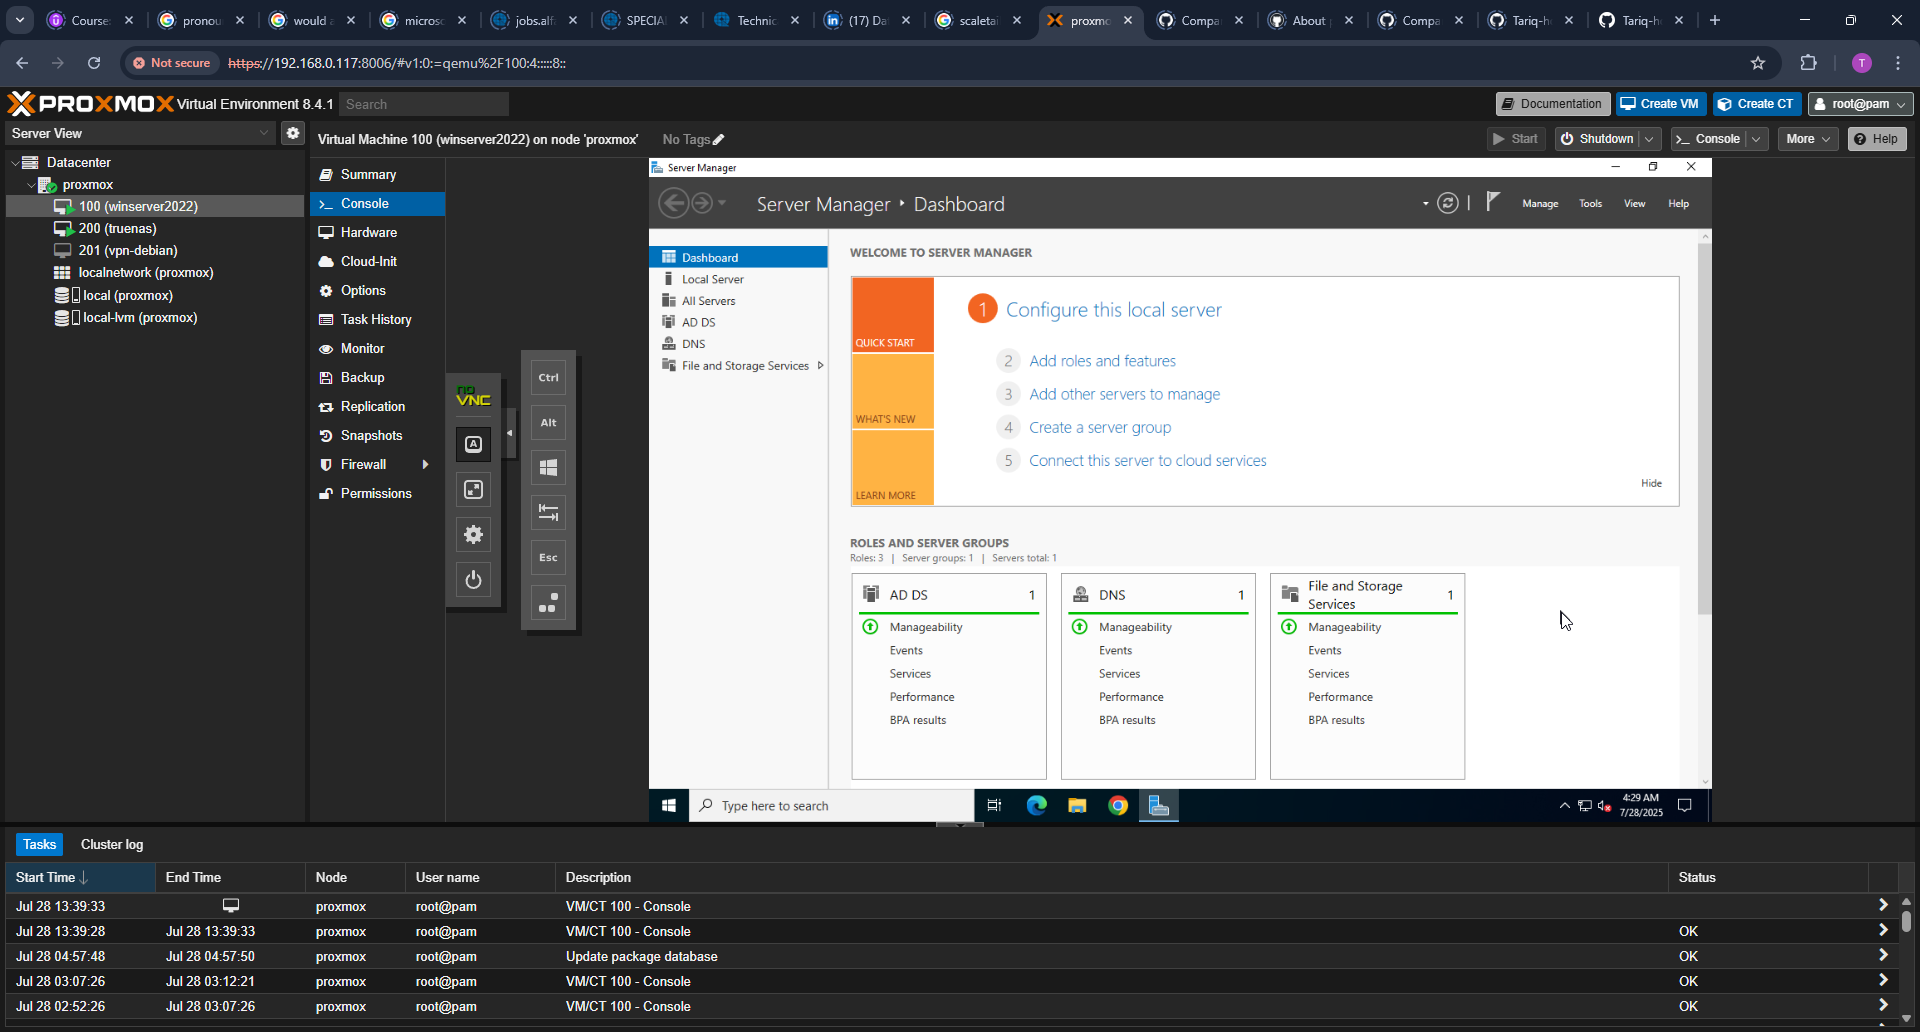 Course
pronou
would a
micros
jobs.alf
SPECIAL
Technic
(17) Da
scaletai
proxmo
Compa
About
Compa
Tariq-h
Tariq-h
Not secure
https://192.168.0.117:8006/#v1:0:=qemu%2F100:4:::::8::
T
PROXMOX Virtual Environment 8.4.1
Search
Documentation
Create VM
Create CT
root@pam
Server View
Virtual Machine 100 (winserver2022) on node 'proxmox'
No Tags
Start
Shutdown
Console
More
Help
Datacenter
proxmox
100 (winserver2022)
200 (truenas)
201 (vpn-debian)
localnetwork (proxmox)
local (proxmox)
local-lvm (proxmox)
Summary
Console
Hardware
Cloud-Init
Options
Task History
Monitor
Backup
Replication
Snapshots
Firewall
Permissions
no
VNC
A
Ctrl
Alt
Esc
Server Manager
Server Manager • Dashboard
Manage
Tools
View
Help
Dashboard
Local Server
All Servers
AD DS
DNS
File and Storage Services
WELCOME TO SERVER MANAGER
QUICK START
WHAT'S NEW
LEARN MORE
1 Configure this local server
2 Add roles and features
3 Add other servers to manage
4 Create a server group
5 Connect this server to cloud services
Hide
ROLES AND SERVER GROUPS
Roles: 3 | Server groups: 1 | Servers total: 1
AD DS 1
Manageability
Events
Services
Performance
BPA results
DNS 1
Manageability
Events
Services
Performance
BPA results
File and Storage
Services 1
Manageability
Events
Services
Performance
BPA results
Type here to search
4:29 AM
7/28/2025
Tasks
Cluster log
Start Time End Time Node User name Description Status
Jul 28 13:39:33 proxmox root@pam VM/CT 100 - Console
Jul 28 13:39:28 Jul 28 13:39:33 proxmox root@pam VM/CT 100 - Console OK
Jul 28 04:57:48 Jul 28 04:57:50 proxmox root@pam Update package database OK
Jul 28 03:07:26 Jul 28 03:12:21 proxmox root@pam VM/CT 100 - Console OK
Jul 28 02:52:26 Jul 28 03:07:26 proxmox root@pam VM/CT 100 - Console OK